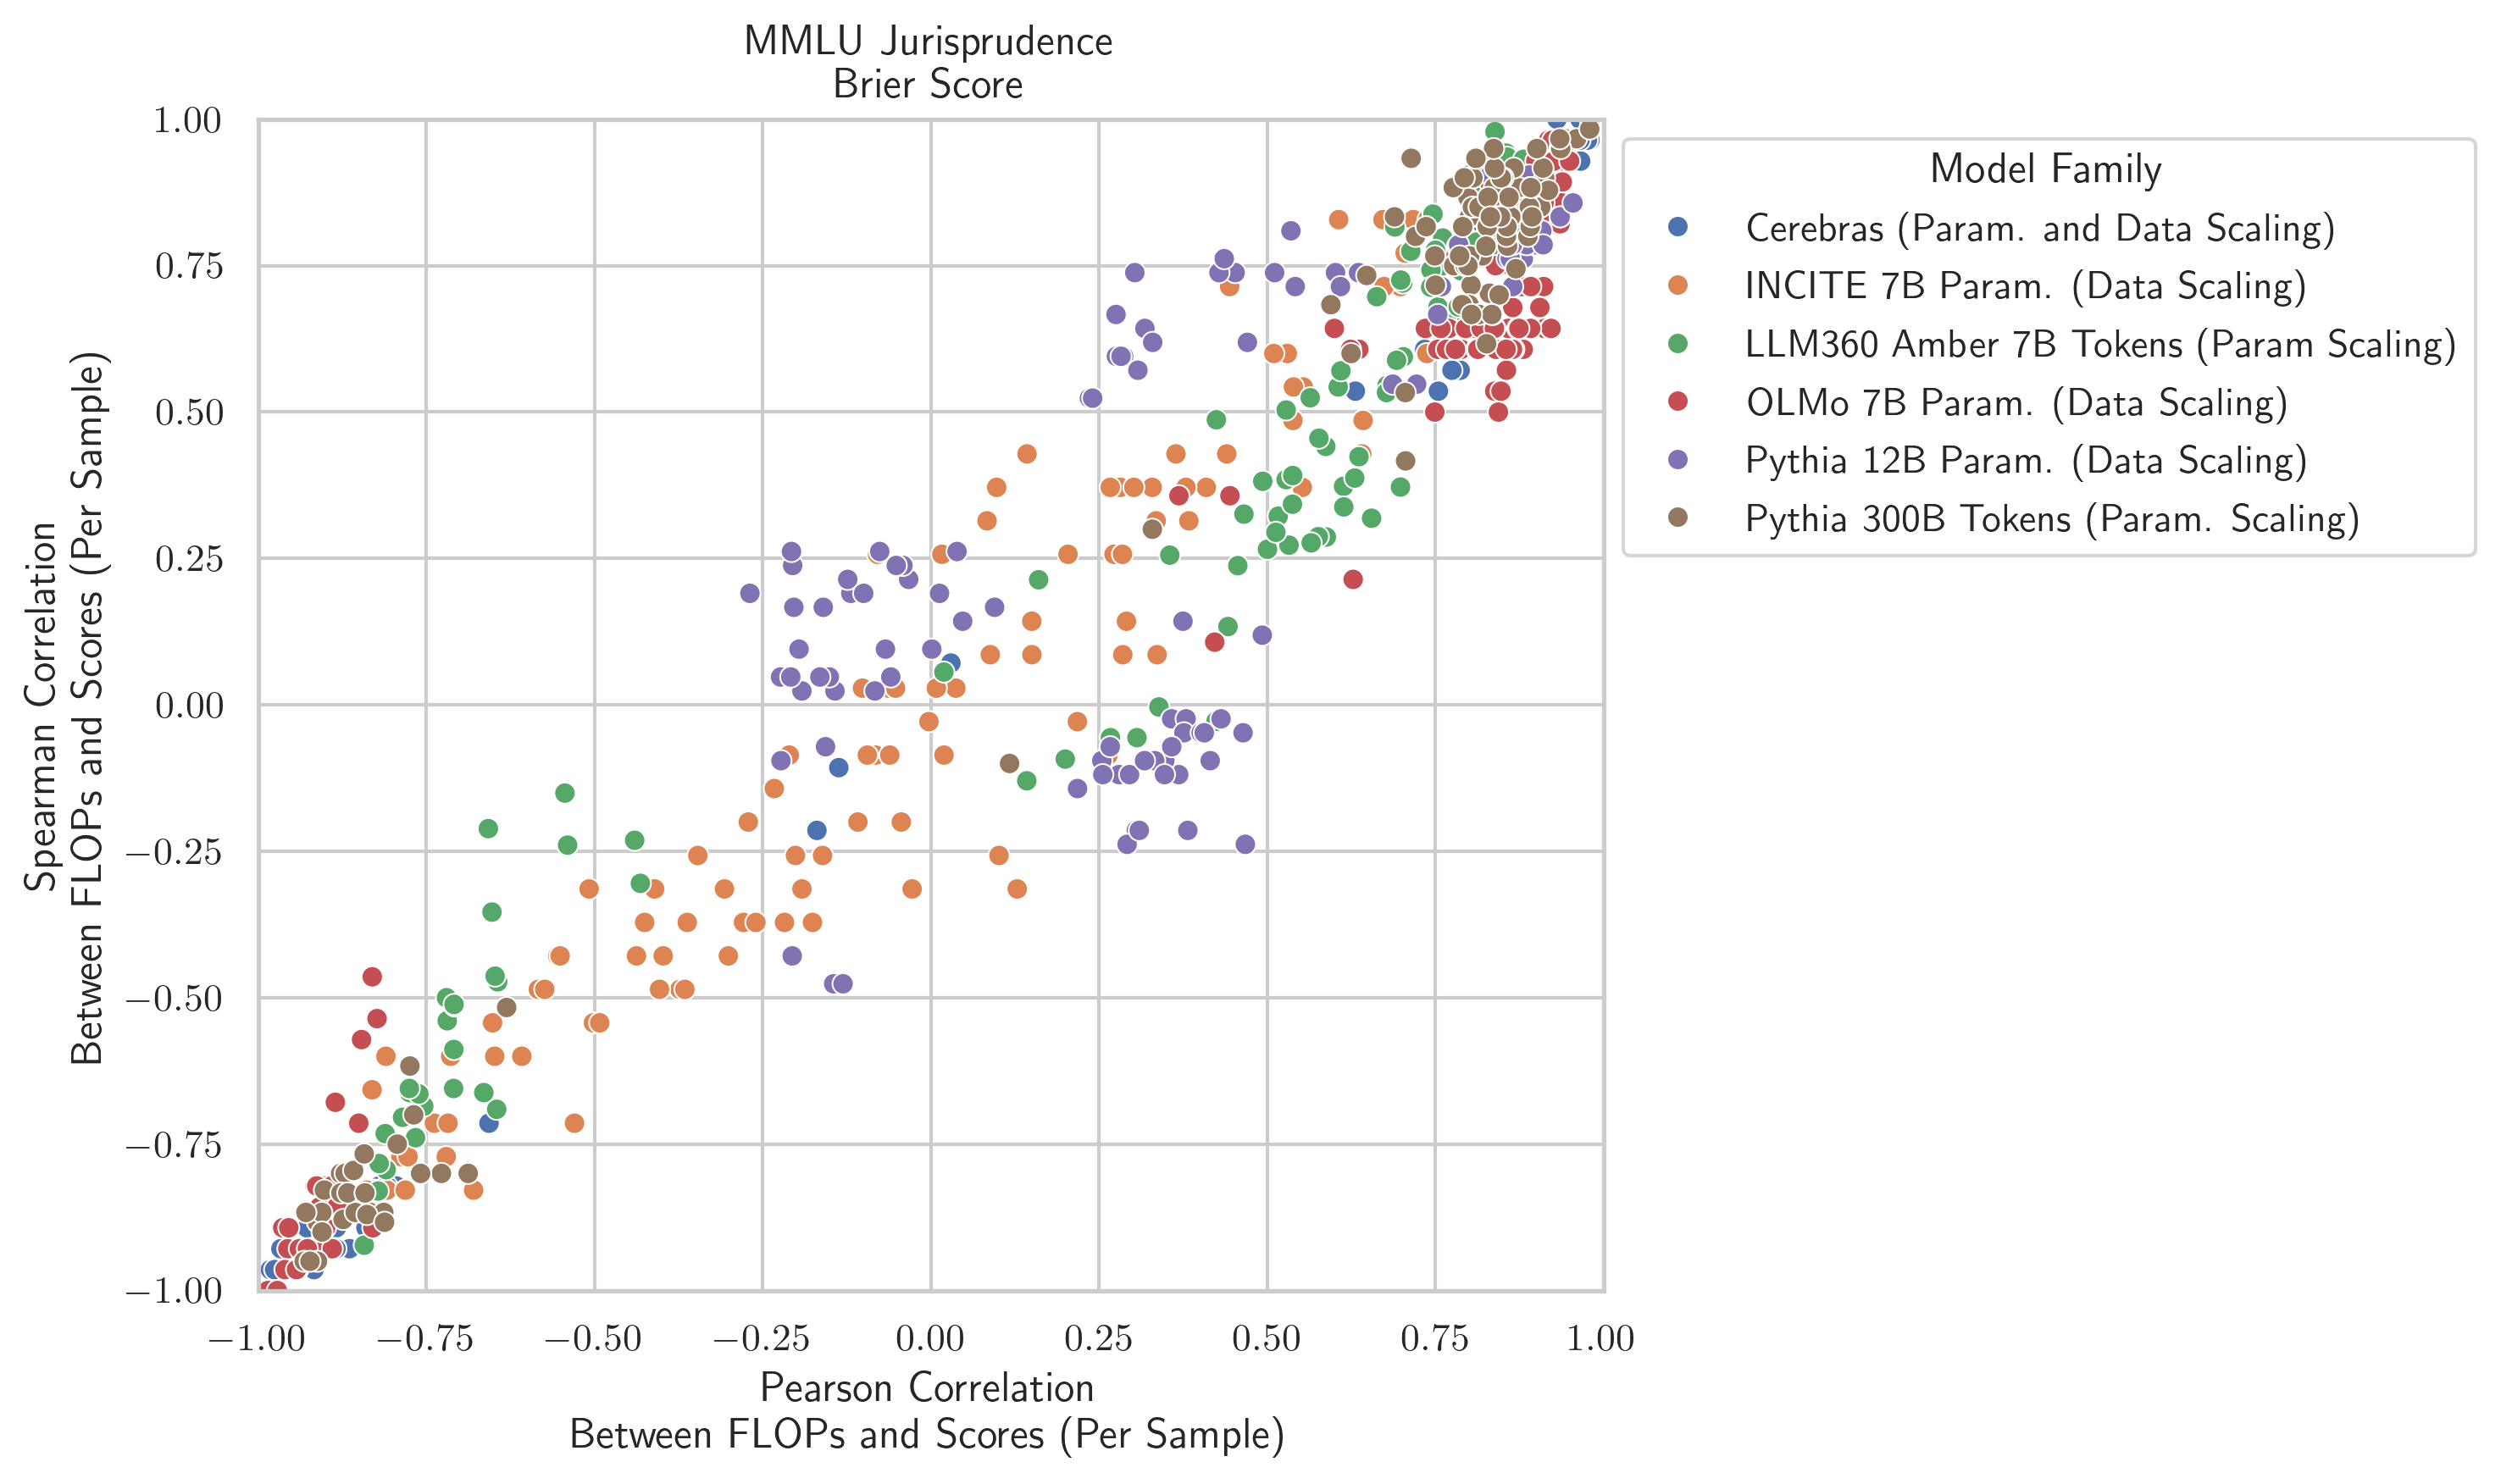 MMLU Jurisprudence
Brier Score
Spearman Correlation
Between FLOPs and Scores (Per Sample)
1.00
0.75
0.50
0.25
0.00
−0.25
−0.50
−0.75
−1.00
−1.00 −0.75 −0.50 −0.25 0.00 0.25 0.50 0.75 1.00
Pearson Correlation
Between FLOPs and Scores (Per Sample)
Model Family
Cerebras (Param. and Data Scaling)
INCITE 7B Param. (Data Scaling)
LLM360 Amber 7B Tokens (Param Scaling)
OLMo 7B Param. (Data Scaling)
Pythia 12B Param. (Data Scaling)
Pythia 300B Tokens (Param. Scaling)